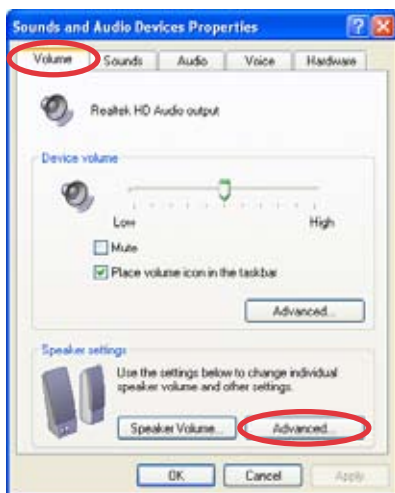 Sounds and Audio Devices Properties
Volume Sounds Audio Voice Hardware
Realtek HD Audio output
Device volume
Low High
Mute
Place volume icon in the taskbar
Advanced...
Speaker settings
Use the settings below to change individual
speaker volume and other settings.
Speaker Volume... Advanced...
OK Cancel Apply